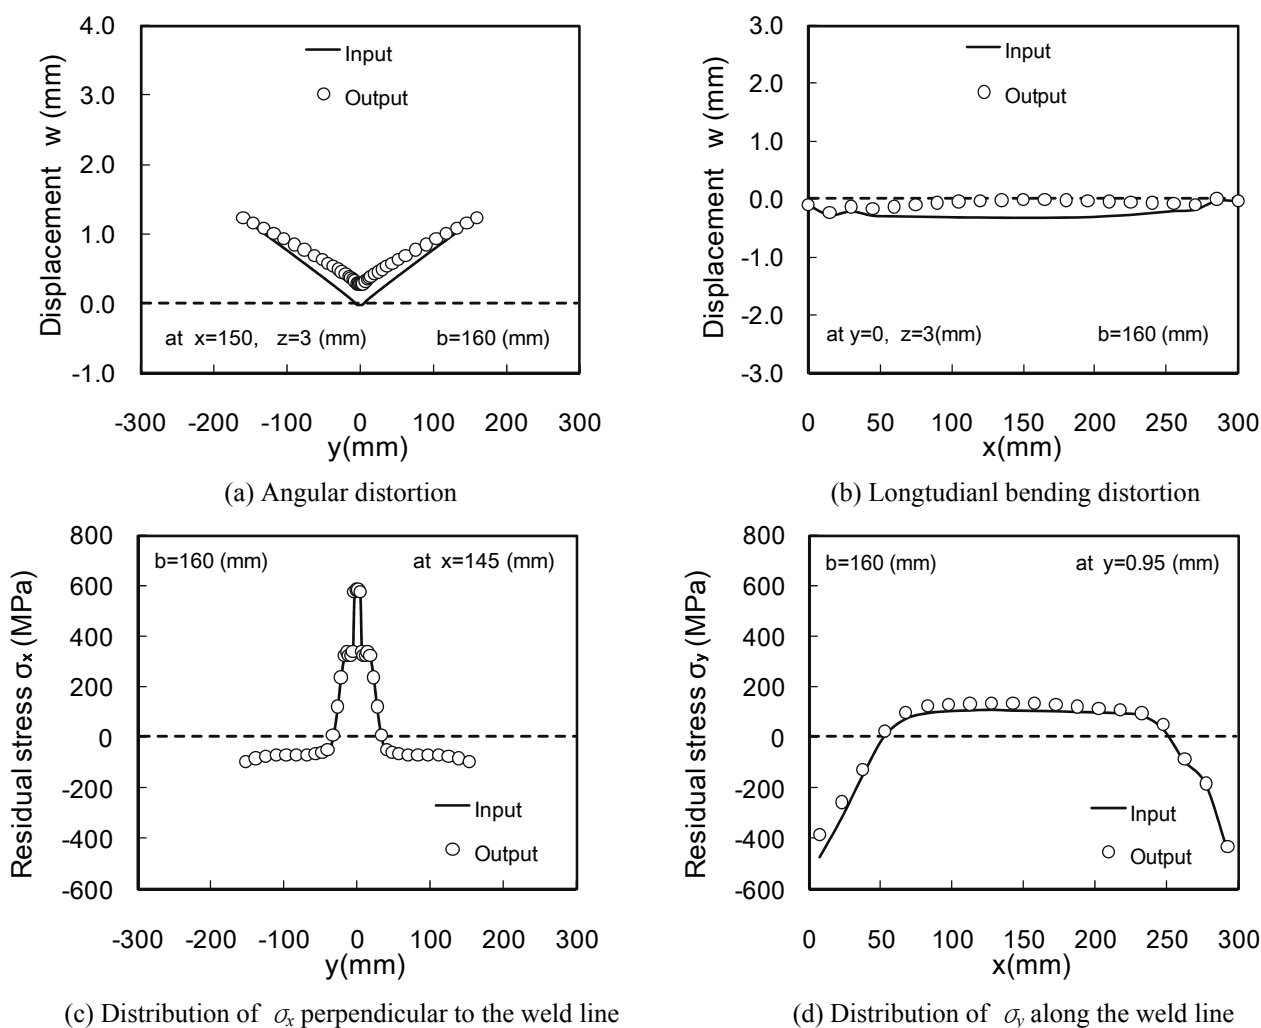 4.0
3.0
2.0
1.0
0.0
-1.0
Displacement w (mm)
Input
Output
at x=150, z=3 (mm)
b=160 (mm)
-300 -200 -100 0 100 200 300
y(mm)
(a) Angular distortion
3.0
2.0
1.0
0.0
-1.0
-2.0
-3.0
Displacement w (mm)
Input
Output
at y=0, z=3(mm)
b=160 (mm)
0 50 100 150 200 250 300
x(mm)
(b) Longtudianl bending distortion
800
600
400
200
0
-200
-400
-600
Residual stress σx (MPa)
b=160 (mm)
at x=145 (mm)
Input
Output
-300 -200 -100 0 100 200 300
y(mm)
(c) Distribution of σx perpendicular to the weld line
800
600
400
200
0
-200
-400
-600
Residual stress σy (MPa)
b=160 (mm)
at y=0.95 (mm)
Input
Output
0 50 100 150 200 250 300
x(mm)
(d) Distribution of σy along the weld line